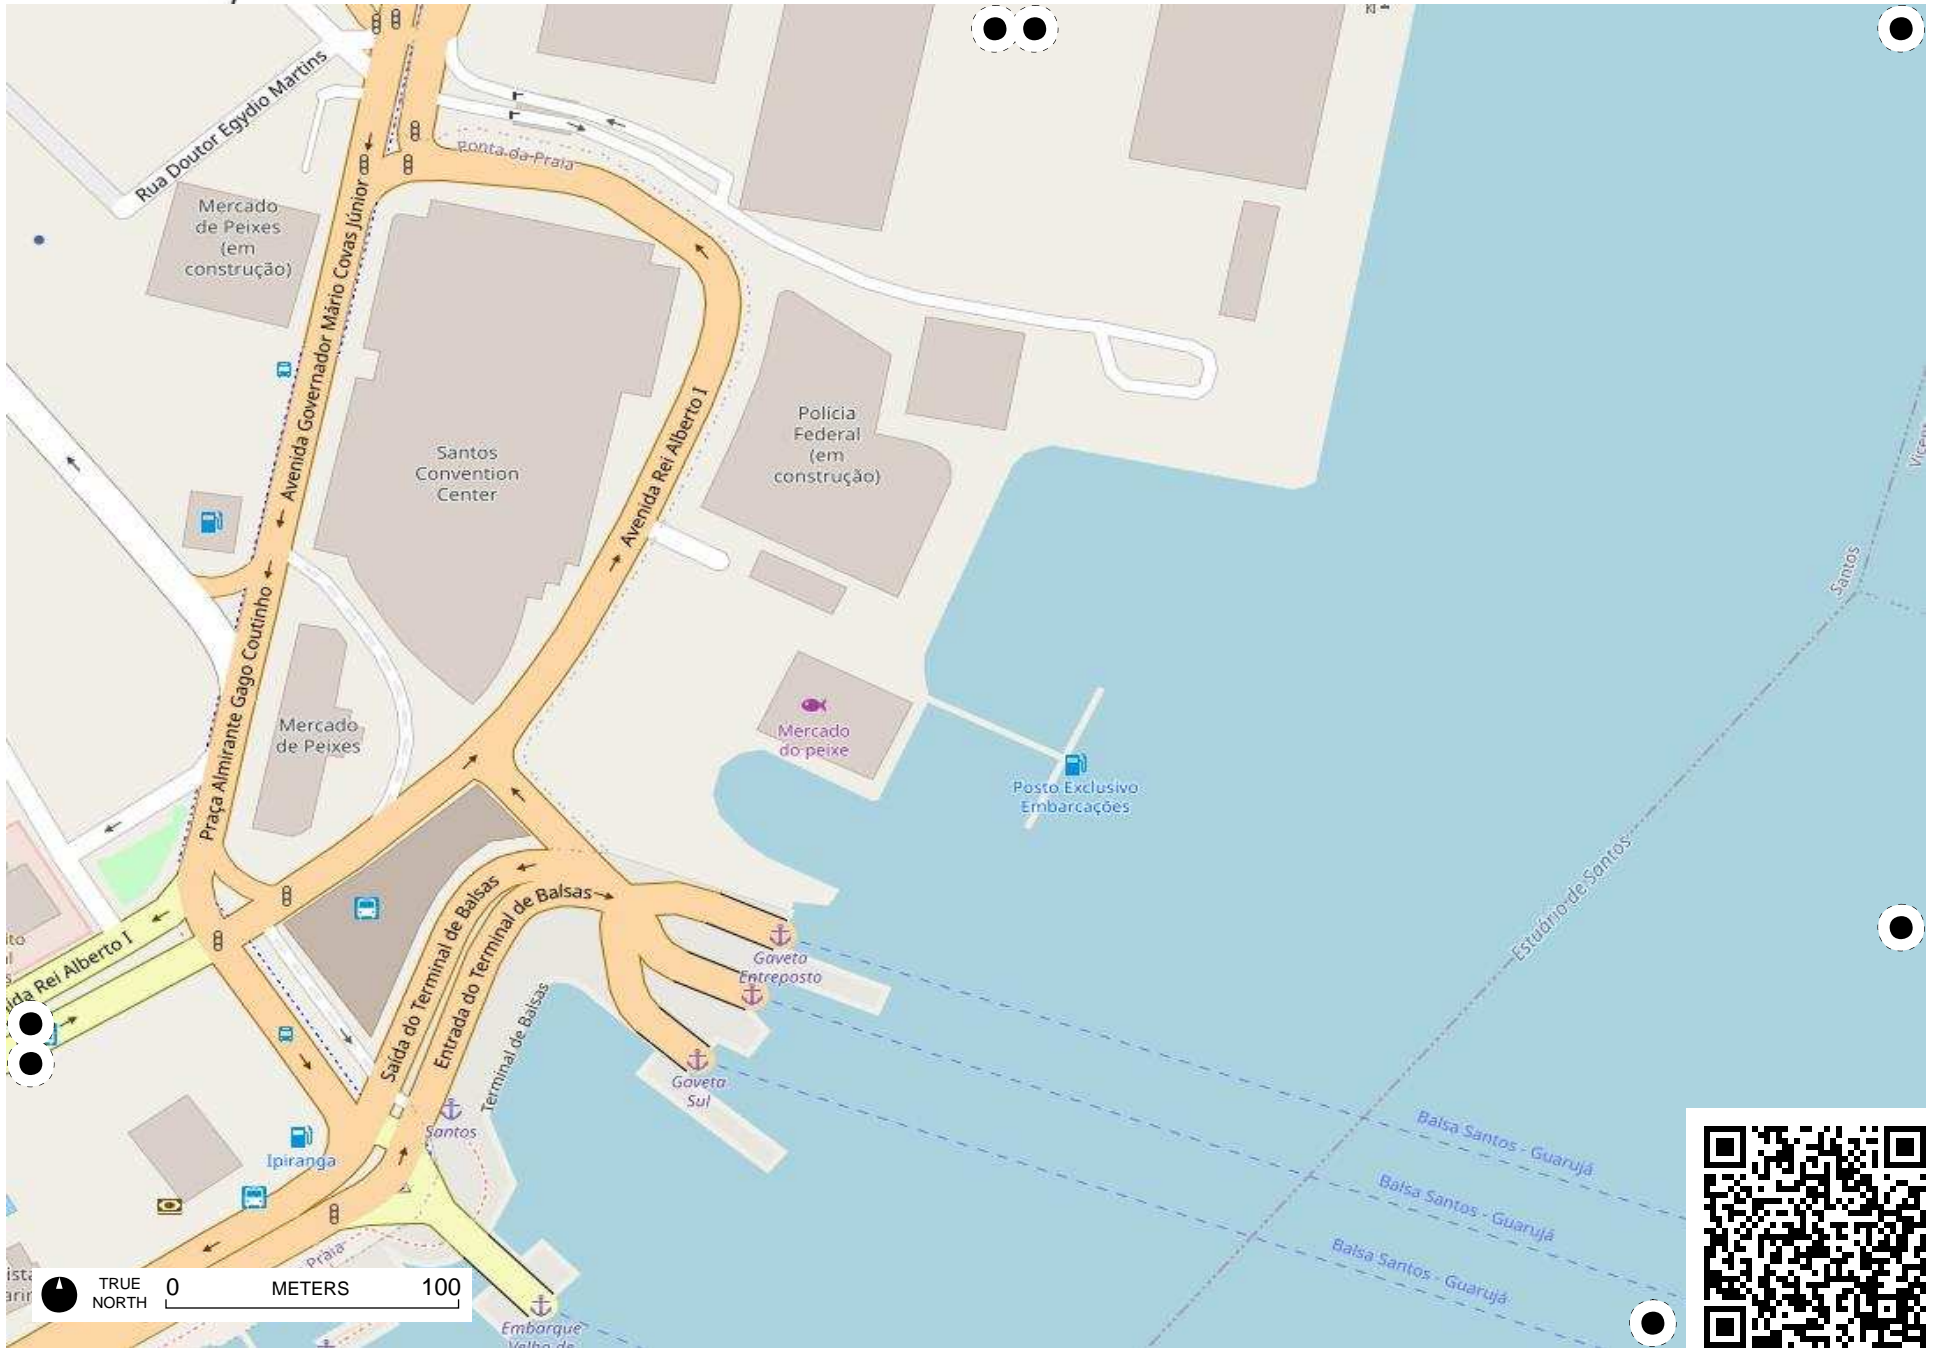 Rua Doutor Egydio Martins
Ponta da Praia
Mercado
de Peixes
(em
construção)
Avenida Governador Mário Covas Júnior
Avenida Rei Alberto I
Polícia
Federal
(em
construção)
Santos
Convention
Center
Santos
Praça Almirante Gago Coutinho
Mercado
de Peixes
Mercado
do peixe
Posto Exclusivo
Embarcações
Estuário de Santos
Saída do Terminal de Balsas
Entrada do Terminal de Balsas
Rei Alberto I
Gaveta
Entreposto
Terminal de Balsas
Gaveta
Sul
Santos
Ipiranga
Balsa Santos - Guarujá
Balsa Santos - Guarujá
Balsa Santos - Guarujá
Praia
TRUE
NORTH
0 METERS 100
Embarque